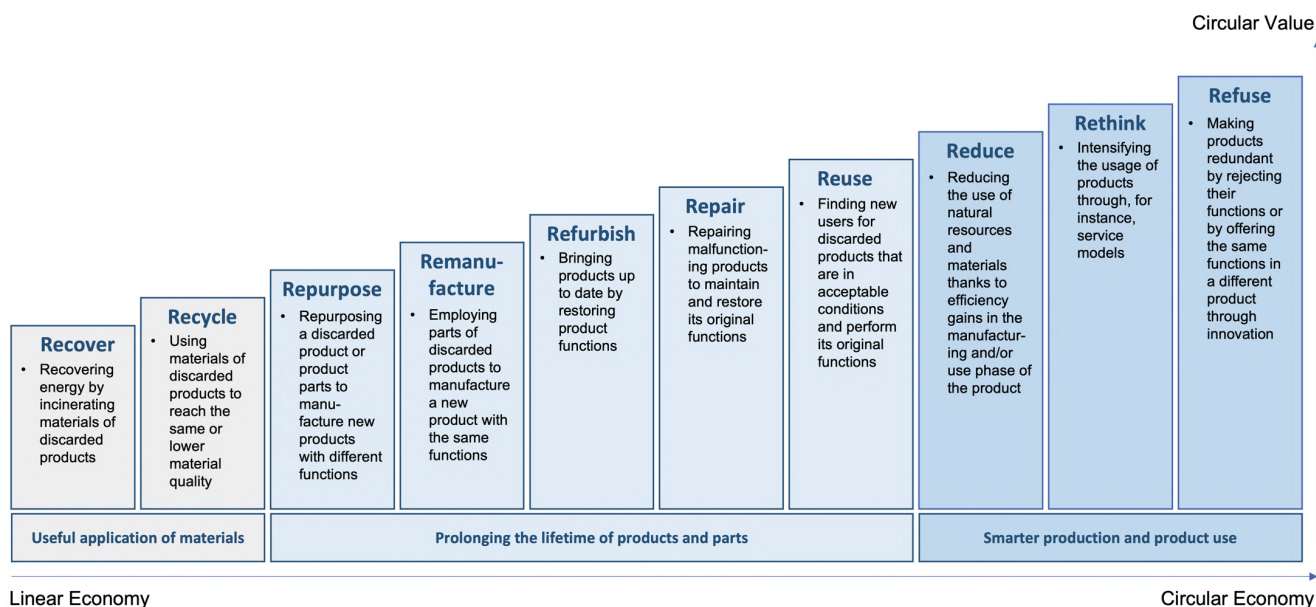 Circular Value
Recover
• Recovering
energy by
incinerating
materials of
discarded
products
Recycle
• Using
materials of
discarded
products to
reach the
same or
lower
material
quality
Repurpose
• Repurposing
a discarded
product or
product
parts to
manu-
facture new
products
with different
functions
Remanu-
facture
• Employing
parts of
discarded
products to
manufacture
a new
product with
the same
functions
Refurbish
• Bringing
products up
to date by
restoring
product
functions
Repair
• Repairing
malfunction-
ing products
to maintain
and restore
its original
functions
Reuse
• Finding new
users for
discarded
products that
are in
acceptable
conditions
and perform
its original
functions
Reduce
• Reducing
the use of
natural
resources
and
materials
thanks to
efficiency
gains in the
manufactur-
ing and/or
use phase of
the product
Rethink
• Intensifying
the usage of
products
through, for
instance,
service
models
Refuse
• Making
products
redundant
by rejecting
their
functions or
by offering
the same
functions in
a different
product
through
innovation
Useful application of materials
Prolonging the lifetime of products and parts
Smarter production and product use
Linear Economy
Circular Economy